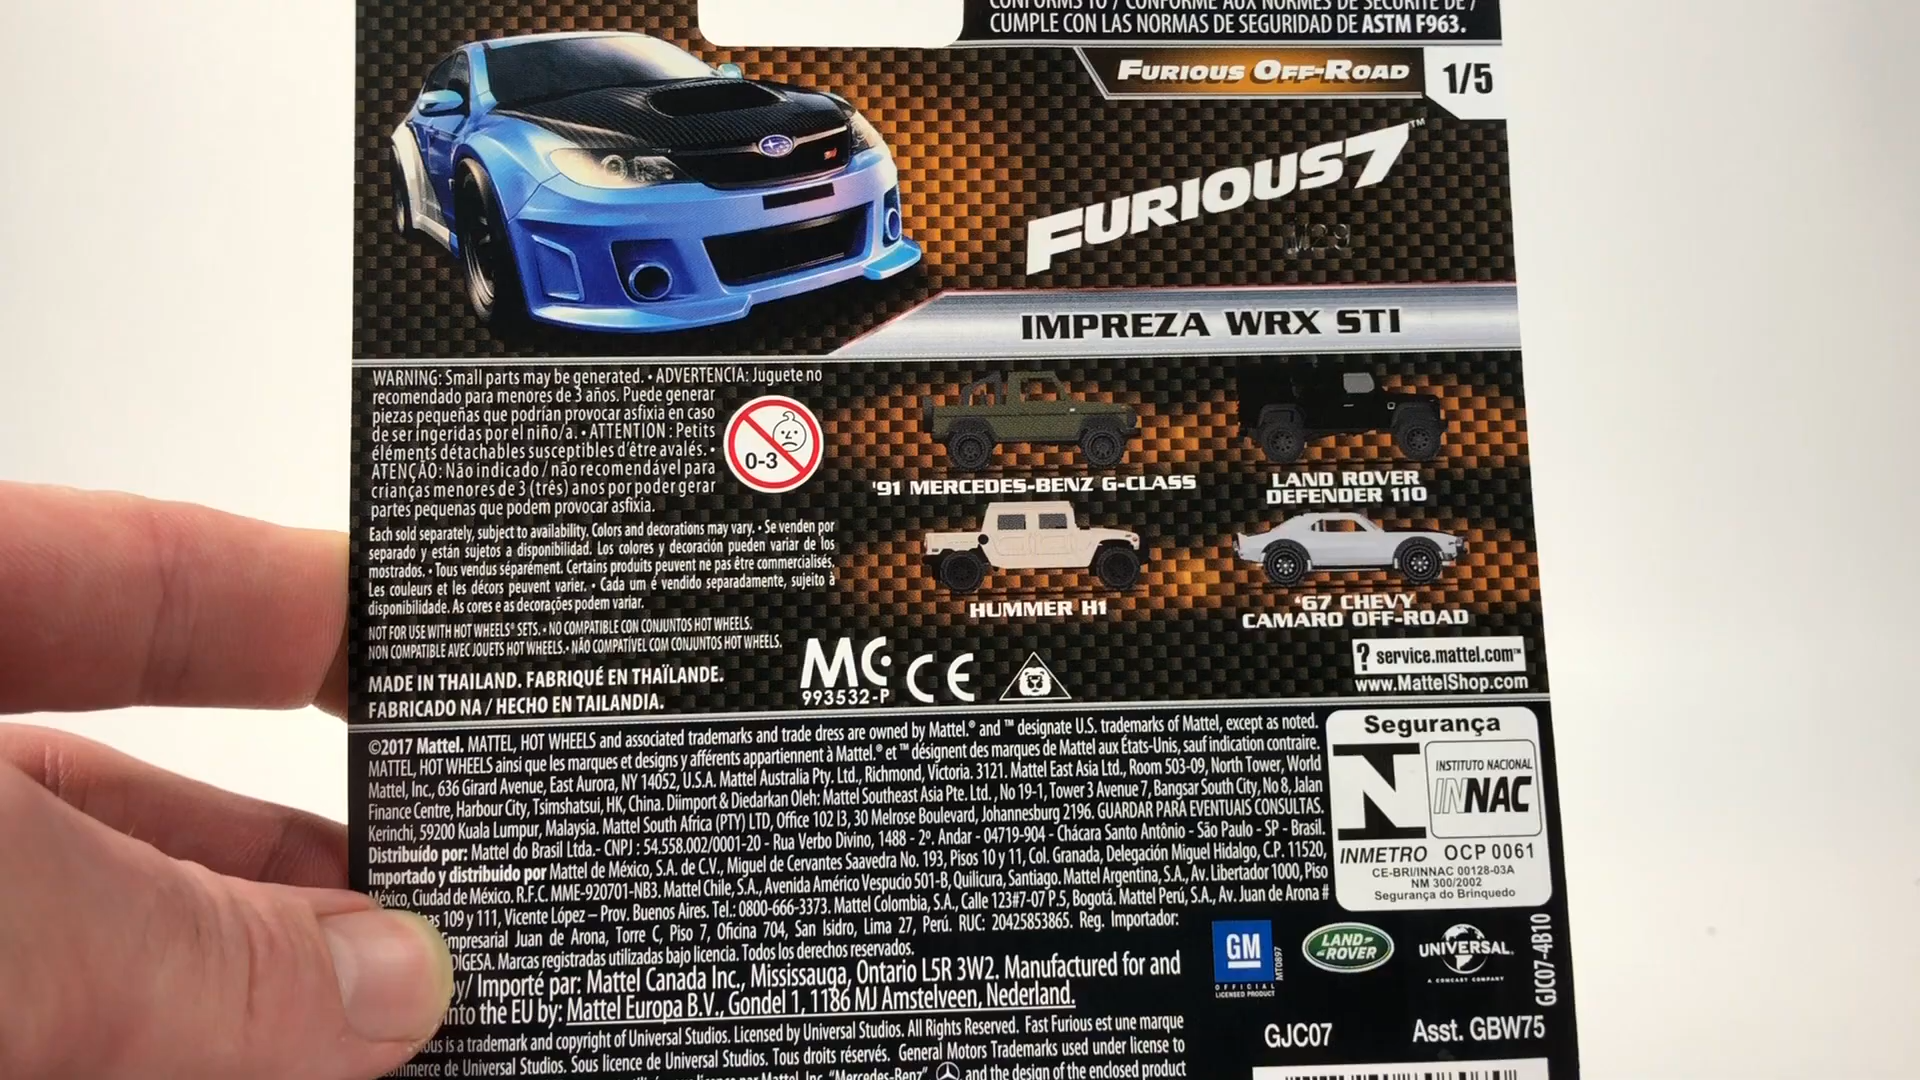 CONFORMS TO / CONFORME AUX NORMES DE SÉCURITÉ DE /
CUMPLE CON LAS NORMAS DE SEGURIDAD DE ASTM F963.
FURIOUS OFF-ROAD
1/5
FURIOUS 7™
M29
IMPREZA WRX STI
WARNING: Small parts may be generated. • ADVERTENCIA: Juguete no
recomendado para menores de 3 años. Puede generar
piezas pequeñas que podrían provocar asfixia en caso
de ser ingeridas por el niño/a. • ATTENTION : Petits
éléments détachables susceptibles d'être avalés. •
ATENÇÃO: Não indicado / não recomendável para
crianças menores de 3 (três) anos por poder gerar
partes pequenas que podem provocar asfixia.
0-3
'91 MERCEDES-BENZ G-CLASS
LAND ROVER
DEFENDER 110
HUMMER H1
'67 CHEVY
CAMARO OFF-ROAD
Each sold separately, subject to availability. Colors and decorations may vary. • Se venden por
separado y están sujetos a disponibilidad. Los colores y decoración pueden variar de los
mostrados. • Tous vendus séparément. Certains produits peuvent ne pas être commercialisés.
Les couleurs et les décors peuvent varier. • Cada um é vendido separadamente, sujeito à
disponibilidade. As cores e as decorações podem variar.
NOT FOR USE WITH HOT WHEELS® SETS. • NO COMPATIBLE CON CONJUNTOS HOT WHEELS.
NON COMPATIBLE AVEC JOUETS HOT WHEELS. • NÃO COMPATÍVEL COM CONJUNTOS HOT WHEELS.
MADE IN THAILAND. FABRIQUÉ EN THAÏLANDE.
FABRICADO NA / HECHO EN TAILANDIA.
MC
993532-P
CE
? service.mattel.com™
www.MattelShop.com
©2017 Mattel. MATTEL, HOT WHEELS and associated trademarks and trade dress are owned by Mattel.® and ™ designate U.S. trademarks of Mattel, except as noted.
MATTEL, HOT WHEELS ainsi que les marques et designs y afférents appartiennent à Mattel.® et ™ désignent des marques de Mattel aux États-Unis, sauf indication contraire.
Mattel, Inc., 636 Girard Avenue, East Aurora, NY 14052, U.S.A. Mattel Australia Pty. Ltd., Richmond, Victoria. 3121. Mattel East Asia Ltd., Room 503-09, North Tower, World
Finance Centre, Harbour City, Tsimshatsui, HK, China. Diimport & Diedarkan Oleh: Mattel Southeast Asia Pte. Ltd., No 19-1, Tower 3 Avenue 7, Bangsar South City, No 8, Jalan
Kerinchi, 59200 Kuala Lumpur, Malaysia. Mattel South Africa (PTY) LTD, Office 102 I3, 30 Melrose Boulevard, Johannesburg 2196. GUARDAR PARA EVENTUAIS CONSULTAS.
Distribuído por: Mattel do Brasil Ltda.- CNPJ : 54.558.002/0001-20 - Rua Verbo Divino, 1488 - 2º. Andar - 04719-904 - Chácara Santo Antônio - São Paulo - SP - Brasil.
Importado y distribuido por Mattel de México, S.A. de C.V., Miguel de Cervantes Saavedra No. 193, Pisos 10 y 11, Col. Granada, Delegación Miguel Hidalgo, C.P. 11520,
México, Ciudad de México. R.F.C. MME-920701-NB3. Mattel Chile, S.A., Avenida Américo Vespucio 501-B, Quilicura, Santiago. Mattel Argentina, S.A., Av. Libertador 1000, Piso
109 y 111, Vicente López – Prov. Buenos Aires. Tel.: 0800-666-3373. Mattel Colombia, S.A., Calle 123#7-07 P.5, Bogotá. Mattel Perú, S.A., Av. Juan de Arona #
Empresarial Juan de Arona, Torre C, Piso 7, Oficina 704, San Isidro, Lima 27, Perú. RUC: 20425853865. Reg. Importador:
DIGESA. Marcas registradas utilizadas bajo licencia. Todos los derechos reservados.
by/ Importé par: Mattel Canada Inc., Mississauga, Ontario L5R 3W2. Manufactured for and
into the EU by: Mattel Europa B.V., Gondel 1, 1186 MJ Amstelveen, Nederland.
is a trademark and copyright of Universal Studios. Licensed by Universal Studios. All Rights Reserved. Fast Furious est une marque
commerce de Universal Studios. Sous licence de Universal Studios. Tous droits réservés. General Motors Trademarks used under license to
Mattel, Inc. "Mercedes-Benz", and the design of the enclosed product
Segurança
INSTITUTO NACIONAL
INNAC
INMETRO OCP 0061
CE-BRI/INNAC 00128-03A
NM 300/2002
Segurança do Brinquedo
GM
OFFICIAL
LICENSED PRODUCT
MT0897
LAND-
ROVER
UNIVERSAL
A COMCAST COMPANY
GJC07-4B10
GJC07
Asst. GBW75